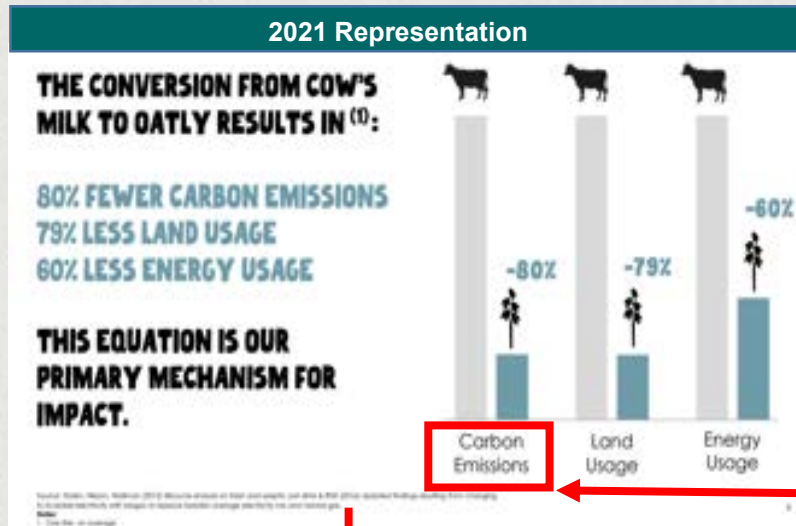 2021 Representation
THE CONVERSION FROM COW'S
MILK TO OATLY RESULTS IN (1):
80% FEWER CARBON EMISSIONS
79% LESS LAND USAGE
60% LESS ENERGY USAGE
THIS EQUATION IS OUR
PRIMARY MECHANISM FOR
IMPACT.
-80%
-79%
-60%
Carbon
Emissions
Land
Usage
Energy
Usage